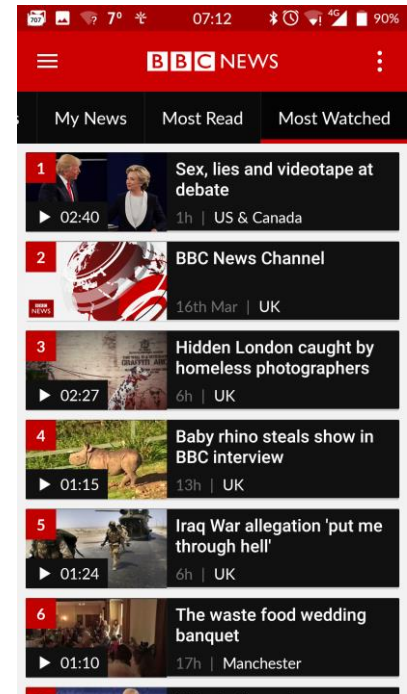 707
?
7°
07:12
4G
90%
BBC NEWS
My News
Most Read
Most Watched
1
Sex, lies and videotape at
debate
02:40
1h | US & Canada
2
BBC News Channel
NEWS
16th Mar | UK
3
Hidden London caught by
homeless photographers
02:27
6h | UK
4
Baby rhino steals show in
BBC interview
01:15
13h | UK
5
Iraq War allegation 'put me
through hell'
01:24
6h | UK
6
The waste food wedding
banquet
01:10
17h | Manchester